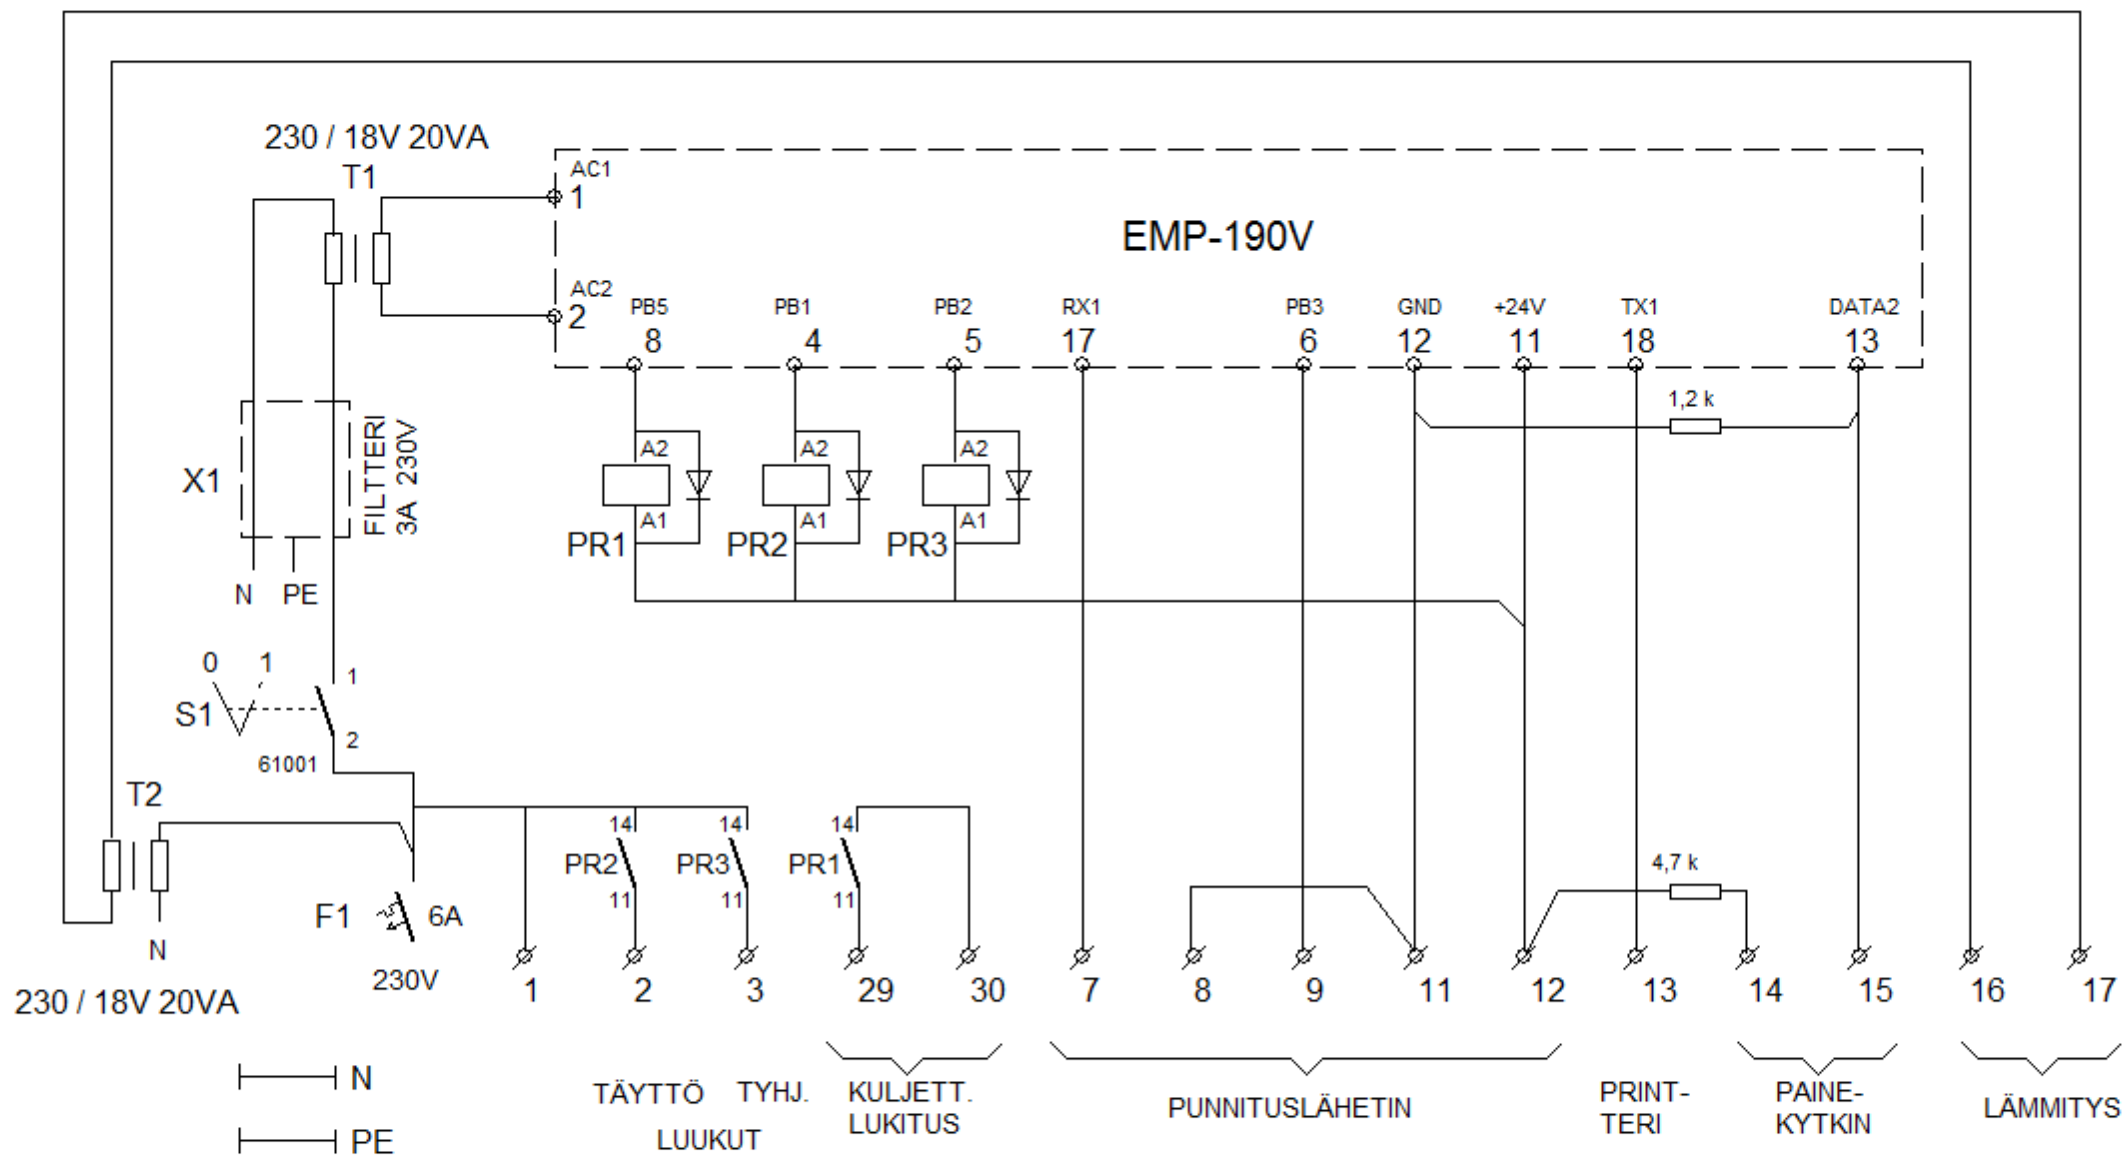 230 / 18V 20VA
T1
AC1
1
EMP-190V
AC2
2
PB5
8
PB1
4
PB2
5
RX1
17
PB3
6
GND
12
+24V
11
TX1
18
DATA2
13
1,2 k
X1
FILTTERI
3A 230V
N
PE
A2
A1
PR1
A2
A1
PR2
A2
A1
PR3
0
1
S1
1
2
61001
T2
N
230 / 18V 20VA
F1
6A
230V
14
PR2
11
14
PR3
11
14
PR1
11
4,7 k
1
2
3
29
30
7
8
9
11
12
13
14
15
16
17
N
PE
TÄYTTÖ
TYHJ.
LUUKUT
KULJETT.
LUKITUS
PUNNITUSLÄHETIN
PRINT-
TERI
PAINE-
KYTKIN
LÄMMITYS